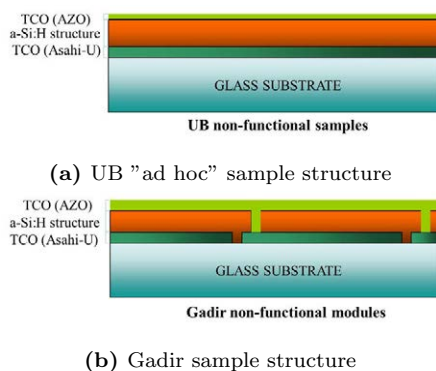 TCO (AZO)
a-Si:H structure
TCO (Asahi-U)
GLASS SUBSTRATE
UB non-functional samples
(a) UB ”ad hoc” sample structure
TCO (AZO)
a-Si:H structure
TCO (Asahi-U)
GLASS SUBSTRATE
Gadir non-functional modules
(b) Gadir sample structure